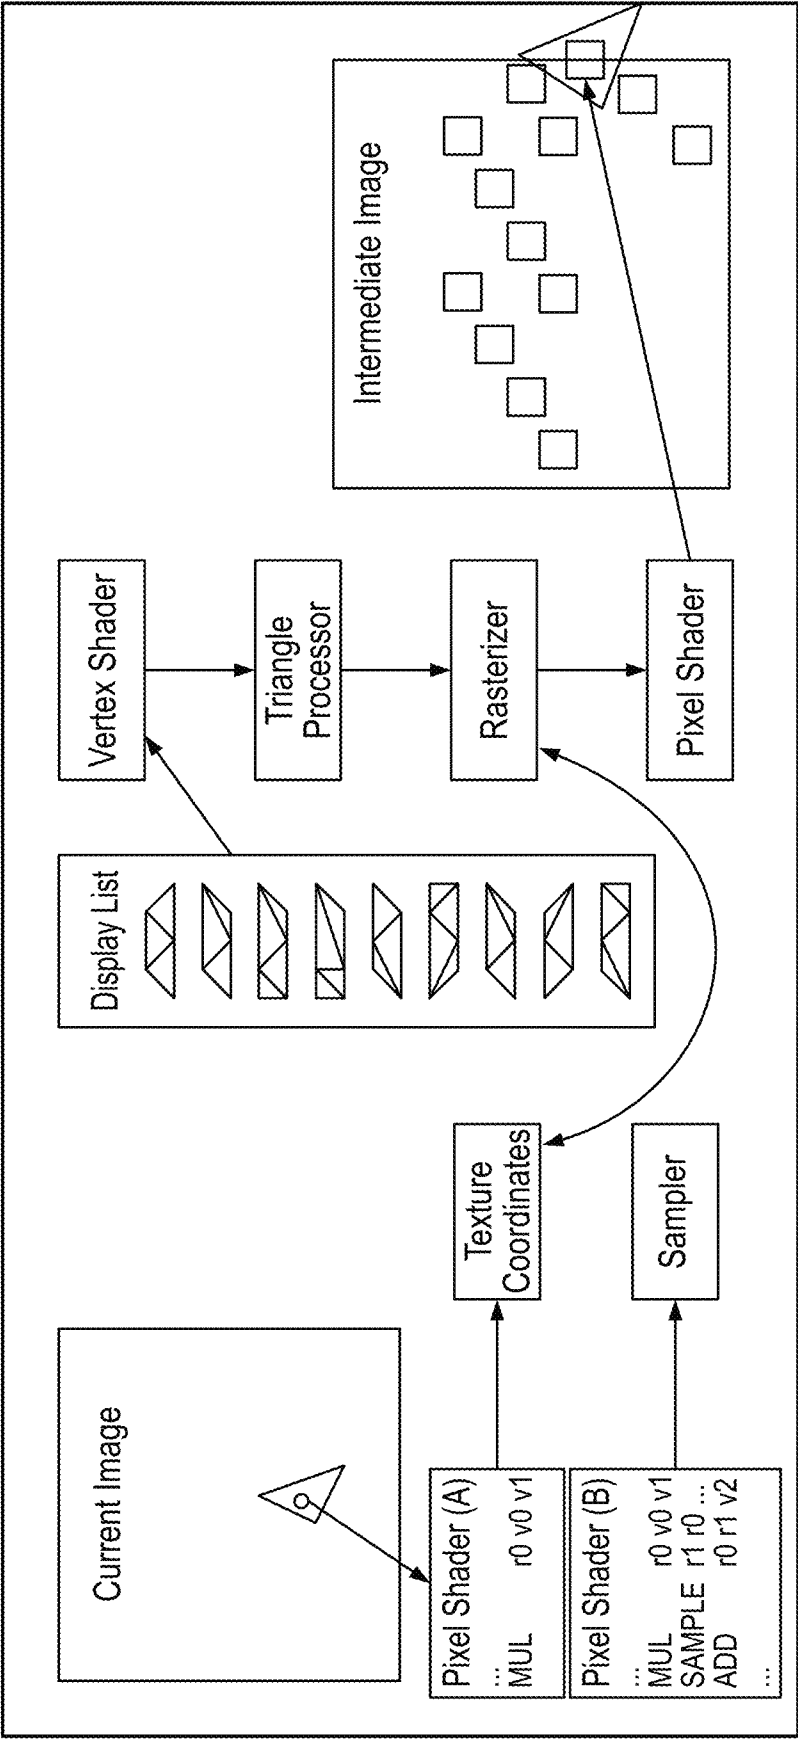 Current Image
Pixel Shader (A)
...
MUL r0 v0 v1
Pixel Shader (B)
...
MUL r0 v0 v1
SAMPLE r1 r0 ...
ADD r0 r1 v2
...
Texture
Coordinates
Sampler
Display List
Vertex Shader
Triangle
Processor
Rasterizer
Pixel Shader
Intermediate Image